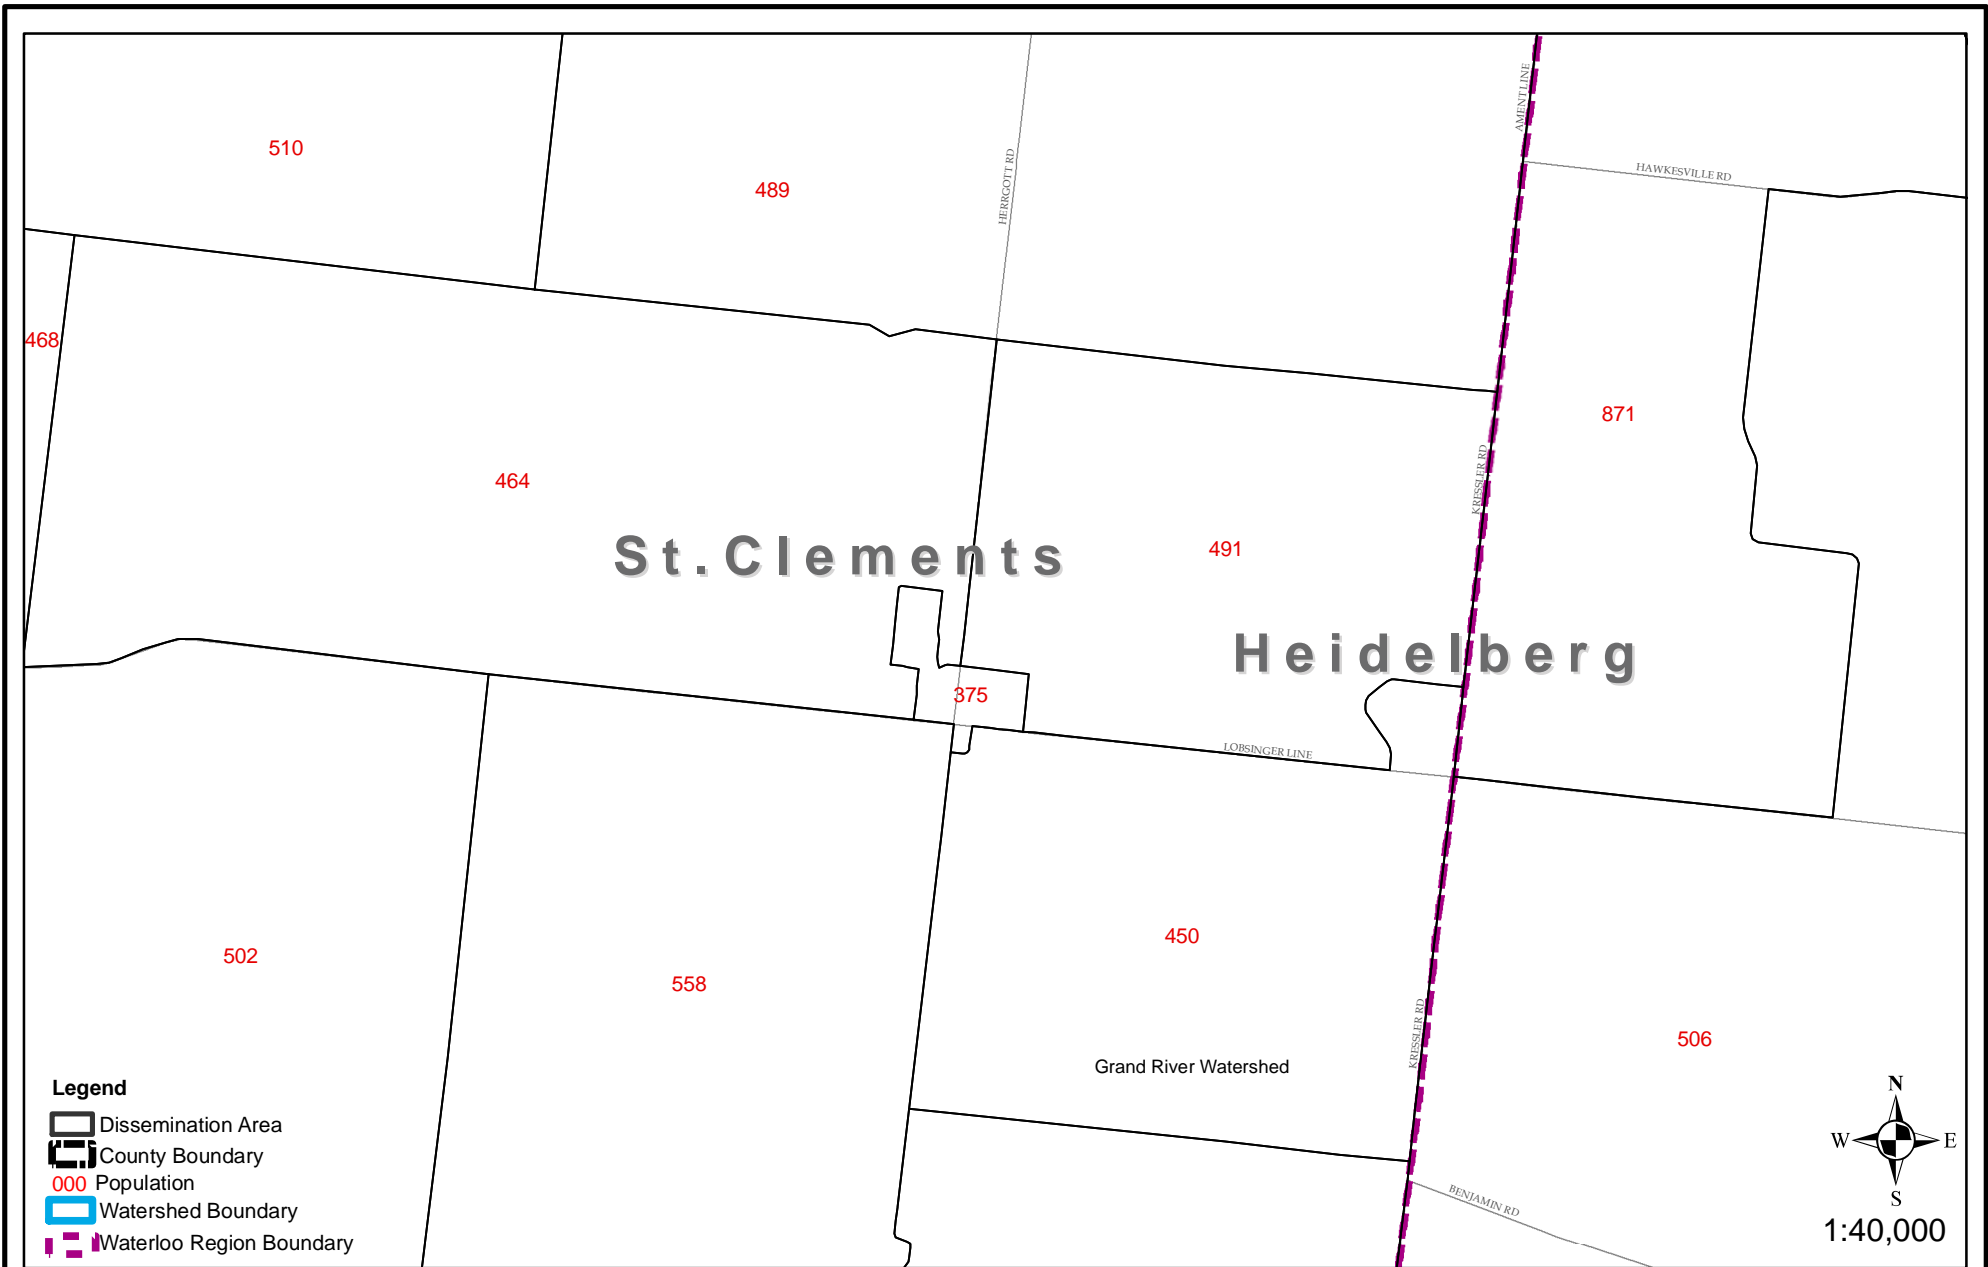 AMENT LINE
510
HERRGOTT RD
HAWKESVILLE RD
489
468
871
464
KRESSLER RD
St.Clements
491
Heidelberg
375
LOBSINGER LINE
450
502
558
KRESSLER RD
506
Grand River Watershed
Legend
Dissemination Area
County Boundary
000 Population
Watershed Boundary
Waterloo Region Boundary
BENJAMIN RD
N
W E
S
1:40,000